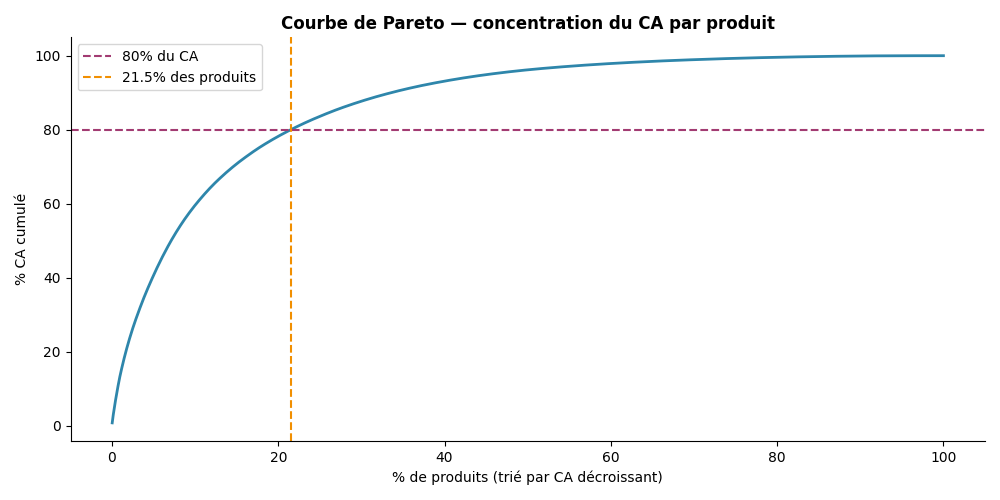 Courbe de Pareto — concentration du CA par produit
80% du CA
21.5% des produits
% CA cumulé
100
80
60
40
20
0
0 20 40 60 80 100
% de produits (trié par CA décroissant)